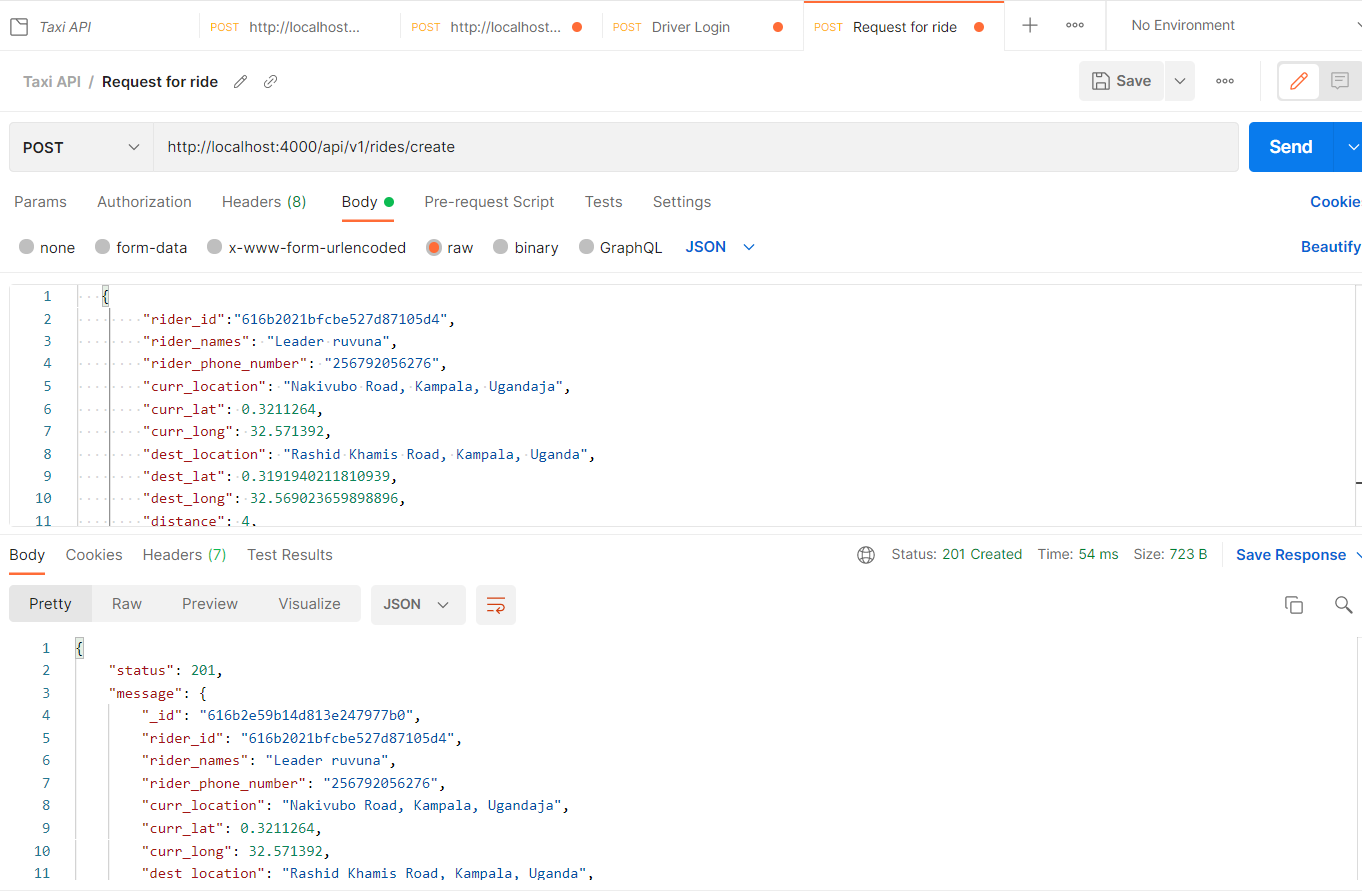 Taxi API POST http://localhost... POST http://localhost... POST Driver Login POST Request for ride No Environment
Taxi API / Request for ride Save
POST http://localhost:4000/api/v1/rides/create Send
Params Authorization Headers (8) Body Pre-request Script Tests Settings Cookie
none form-data x-www-form-urlencoded raw binary GraphQL JSON Beautify
1 {
2 "rider_id":"616b2021bfcbe527d87105d4",
3 "rider_names": "Leader ruvuna",
4 "rider_phone_number": "256792056276",
5 "curr_location": "Nakivubo Road, Kampala, Ugandaja",
6 "curr_lat": 0.3211264,
7 "curr_long": 32.571392,
8 "dest_location": "Rashid Khamis Road, Kampala, Uganda",
9 "dest_lat": 0.3191940211810939,
10 "dest_long": 32.569023659898896,
11 "distance": 4,
Body Cookies Headers (7) Test Results Status: 201 Created Time: 54 ms Size: 723 B Save Response
Pretty Raw Preview Visualize JSON
1 {
2 "status": 201,
3 "message": {
4 "_id": "616b2e59b14d813e247977b0",
5 "rider_id": "616b2021bfcbe527d87105d4",
6 "rider_names": "Leader ruvuna",
7 "rider_phone_number": "256792056276",
8 "curr_location": "Nakivubo Road, Kampala, Ugandaja",
9 "curr_lat": 0.3211264,
10 "curr_long": 32.571392,
11 "dest_location": "Rashid Khamis Road, Kampala, Uganda",